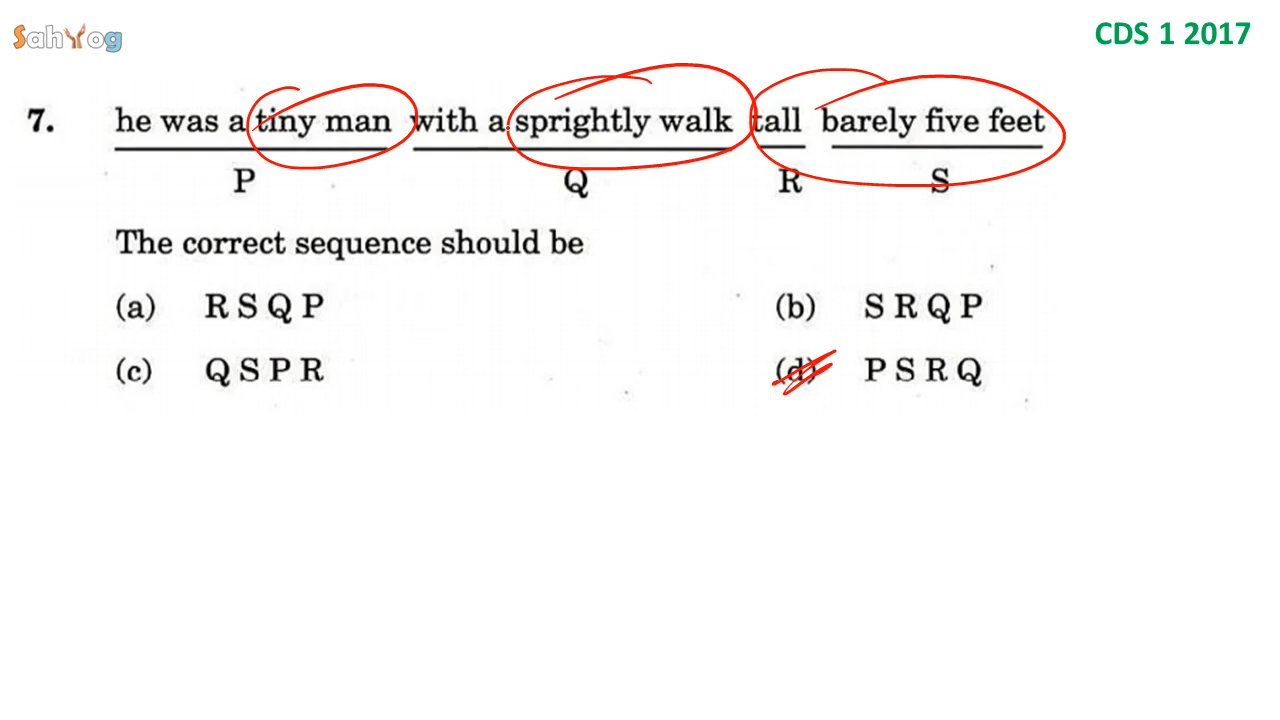 SahYog
CDS 1 2017
7. he was a tiny man with a sprightly walk tall barely five feet
P Q R S
The correct sequence should be
(a) R S Q P (b) S R Q P
(c) Q S P R (d) P S R Q